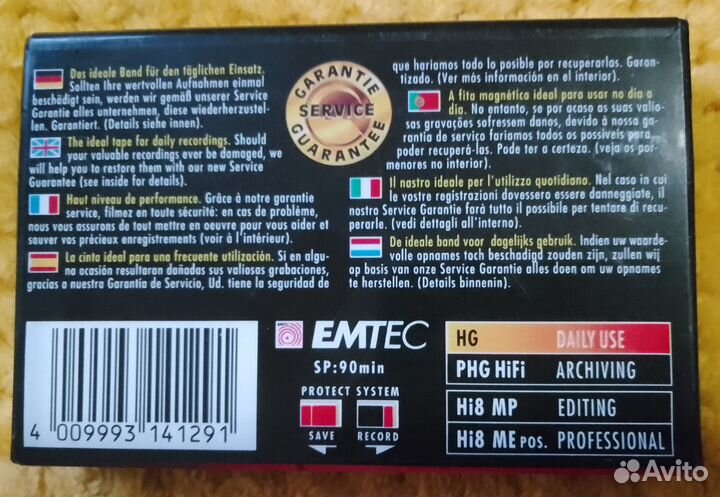 Das ideale Band für den täglichen Einsatz.
Sollten Ihre wertvollen Aufnahmen einmal
beschädigt sein, werden wir gemäß unserer Service
Garantie alles unternehmen, diese wiederherzustel-
len. Garantiert. (Details siehe innen).
The ideal tape for daily recordings. Should
your valuable recordings ever be damaged, we
will help you to restore them with our new Service
Guarantee (see inside for details).
Haut niveau de performance. Grâce à notre garantie
service, filmez en toute sécurité: en cas de problème,
nous vous assurons de tout mettre en oeuvre pour vous aider et
sauver vos précieux enregistrements (voir à l'intérieur).
La cinta ideal para una frecuente utilización. Si en algu-
na ocasión resultaran dañadas sus valiosas grabaciones,
gracias a nuestra Garantía de Servicio, Ud. tiene la seguridad de
GARANTIE
SERVICE
GUARANTEE
que haríamos todo lo posible por recuperarlas. Garan-
tizado. (Ver más información en el interior).
A fita magnética ideal para usar no dia a
dia. No entanto, se por acaso as suas valio-
sas gravações sofressem danos, devido à nossa ga-
rantia de serviço faríamos todos os possíveis para
poder recuperá-las. Pode ter a certeza. (veja os por-
menores no interior).
Il nastro ideale per l'utilizzo quotidiano. Nel caso in cui
le vostre registrazioni dovessero essere danneggiate, il
nostro Service Garantie farà tutto il possibile per tentare di recu-
perarle. (vedi dettagli all'interno).
De ideale band voor dagelijks gebruik. Indien uw waarde-
volle opnames toch beschadigd zouden zijn, zullen wij
op basis van onze Service Garantie alles doen om uw opnames
te herstellen. (Details binnenin).
4 009993 141291
EMTEC
SP:90min
PROTECT SYSTEM
SAVE RECORD
HG DAILY USE
PHG HiFi ARCHIVING
Hi8 MP EDITING
Hi8 ME POS. PROFESSIONAL
Avito